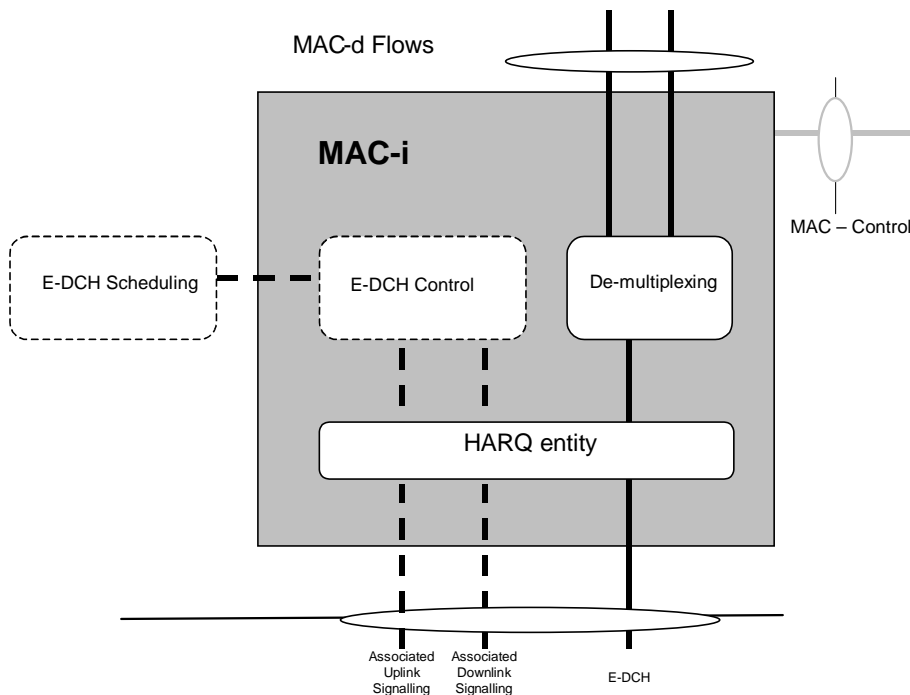 MAC-d Flows
MAC-i
MAC – Control
E-DCH Scheduling
E-DCH Control
De-multiplexing
HARQ entity
Associated
Uplink
Signalling
Associated
Downlink
Signalling
E-DCH